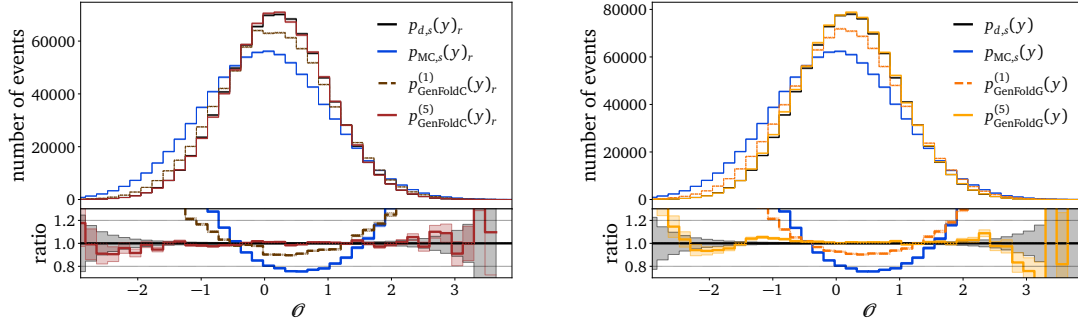 number of events
60000
40000
20000
0
p_{d,s}(y)_r
p_{MC,s}(y)_r
p^{(1)}_{GenFoldC}(y)_r
p^{(5)}_{GenFoldC}(y)_r
ratio
1.2
1.0
0.8
−2 −1 0 1 2 3
𝒪
number of events
80000
60000
40000
20000
0
p_{d,s}(y)
p_{MC,s}(y)
p^{(1)}_{GenFoldG}(y)
p^{(5)}_{GenFoldG}(y)
ratio
1.2
1.0
0.8
−2 −1 0 1 2 3
𝒪